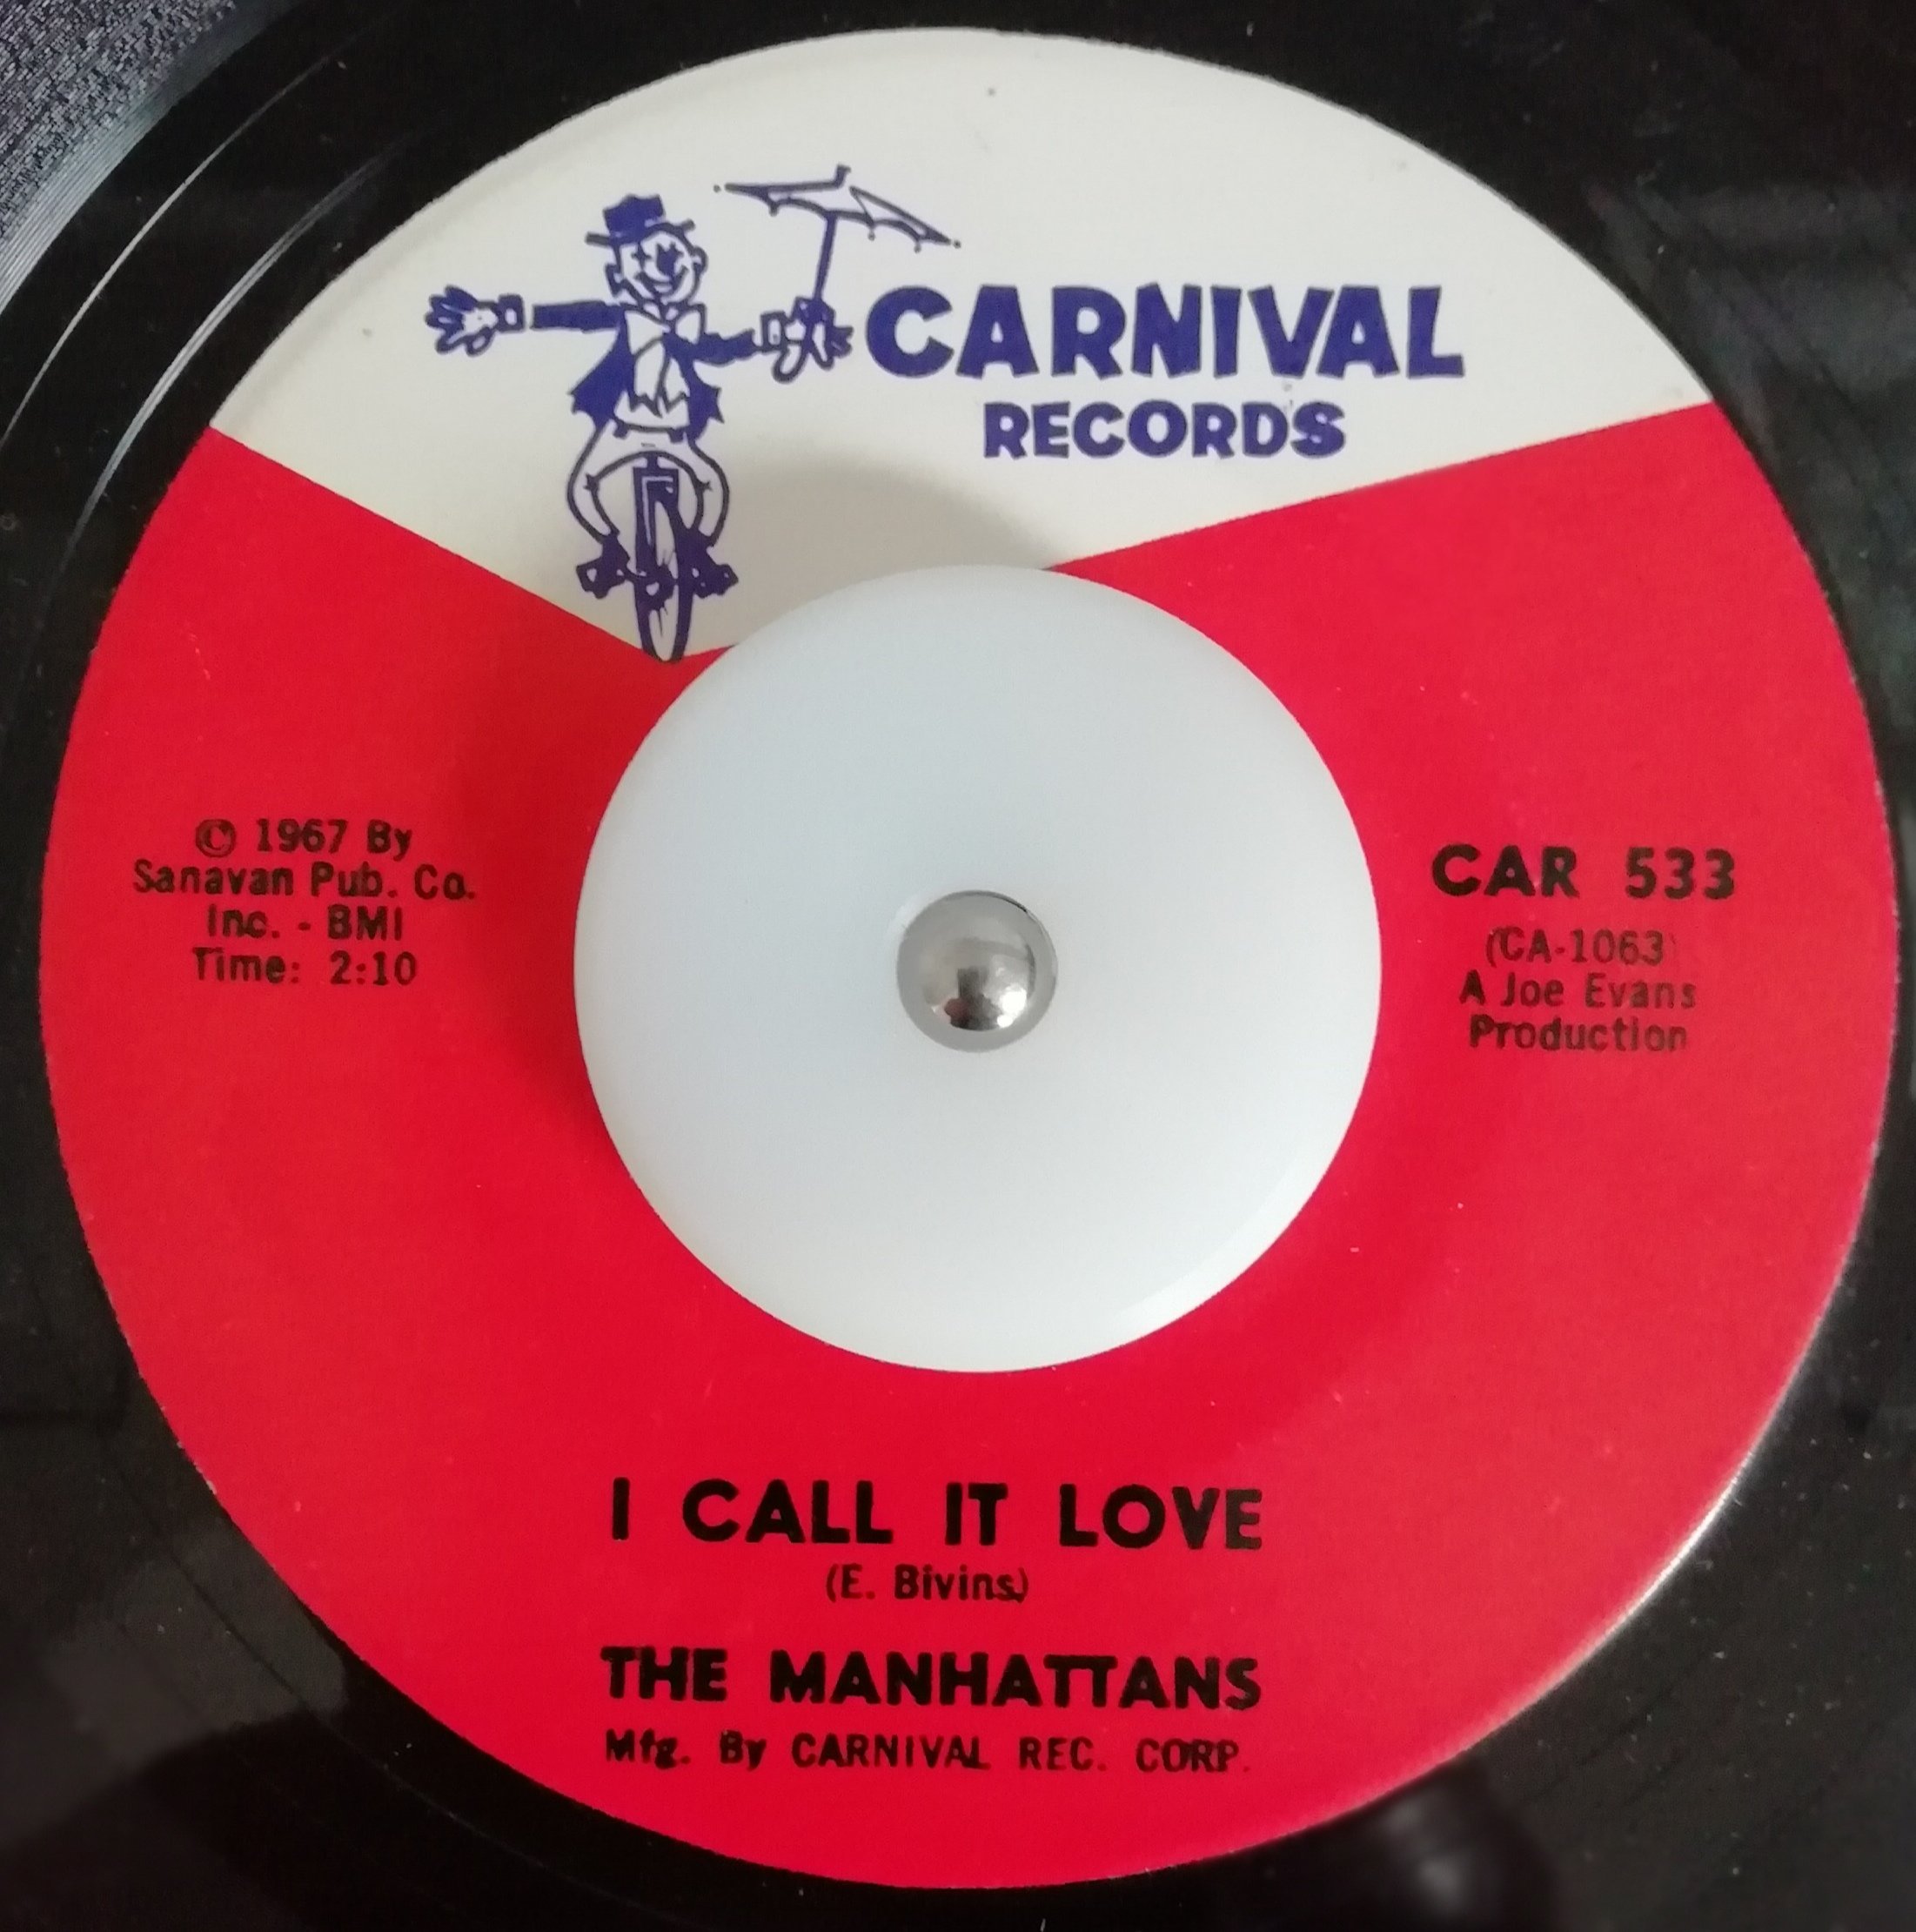 CARNIVAL
RECORDS
© 1967 By
Sanavan Pub. Co.
Inc. - BMI
Time: 2:10
CAR 533
(CA-1063)
A Joe Evans
Production
I CALL IT LOVE
(E. Bivins)
THE MANHATTANS
Mfg. By CARNIVAL REC. CORP.